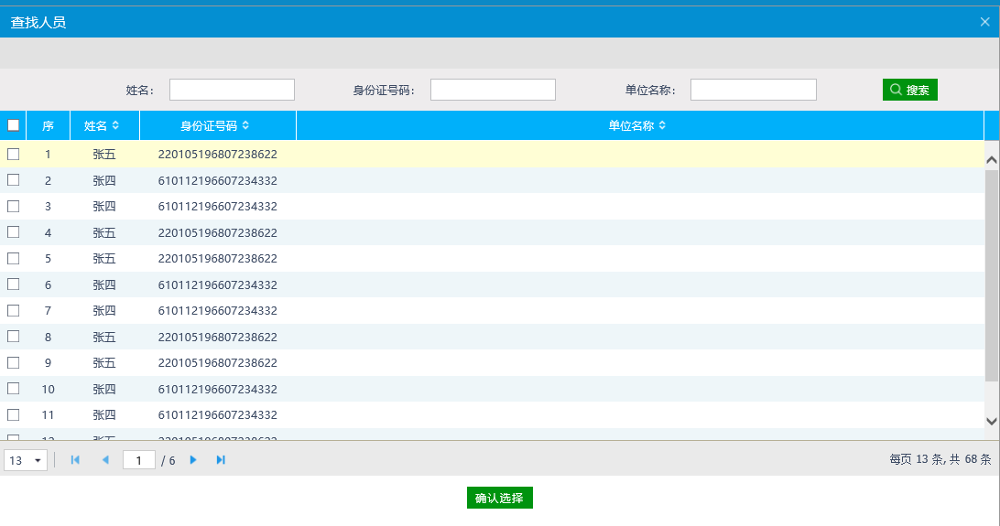 查找人员
姓名： 身份证号码： 单位名称： 搜索
序 姓名 身份证号码 单位名称
1 张五 220105196807238622
2 张四 610112196607234332
3 张四 610112196607234332
4 张五 220105196807238622
5 张五 220105196807238622
6 张四 610112196607234332
7 张四 610112196607234332
8 张五 220105196807238622
9 张五 220105196807238622
10 张四 610112196607234332
11 张四 610112196607234332
12 张五 220105196807238622
13 1 / 6 每页 13 条, 共 68 条
确认选择